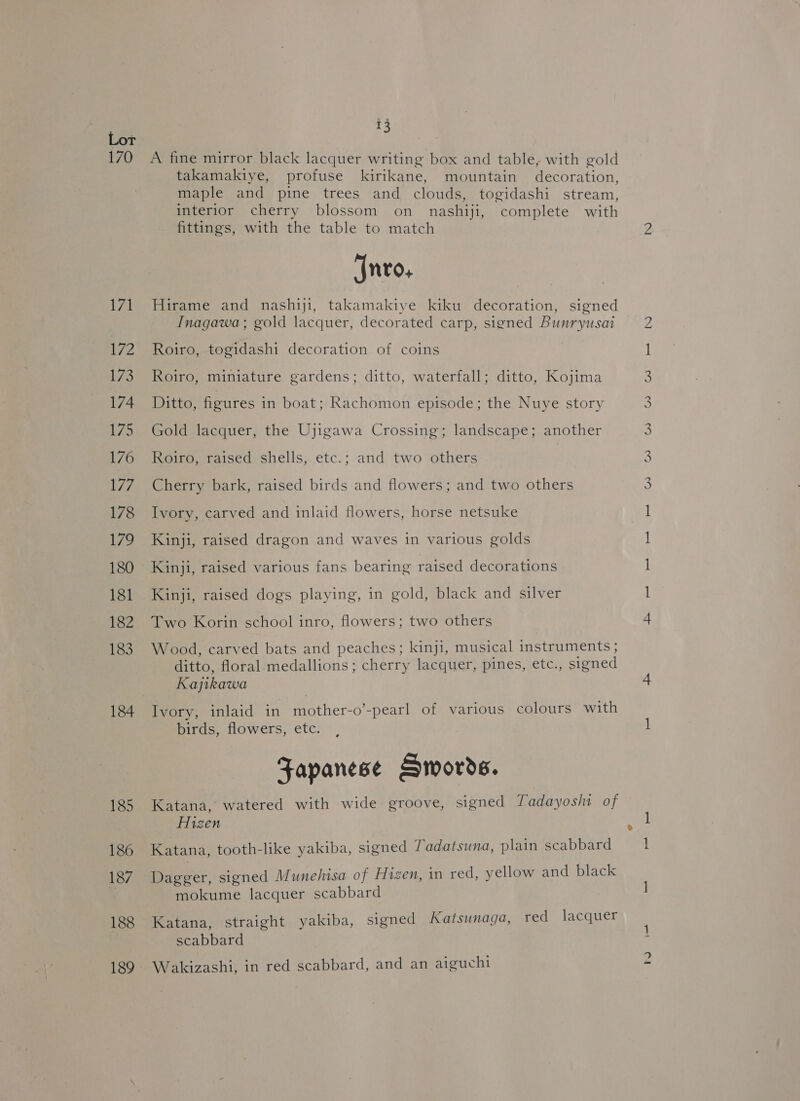 13
Lot
170 A fine mirror black lacquer writing box and table, with gold
takamakiye, profuse kirikane, mountain decoration,
maple and pine trees and clouds, togidashi stream,
interior cherry blossom on nashiji, complete with
fittings, with the table to match 2
Inro.
171 Hirame and nashiji, takamakiye kiku decoration, signed
Inagawa; gold lacquer, decorated carp, signed Bunryusai 2
172 Roiro, togidashi decoration of coins 1
173 Roiro, miniature gardens; ditto, waterfall; ditto, Kojima 3
174 Ditto, figures in boat; Rachomon episode; the Nuye story 3
175 Gold lacquer, the Ujigawa Crossing; landscape; another 3
176 Roiro, raised shells, etc.; and two others 3
177 Cherry bark, raised birds and flowers; and two others 3
178 Ivory, carved and inlaid flowers, horse netsuke 1
179 Kinji, raised dragon and waves in various golds 1
180 Kinji, raised various fans bearing raised decorations 1
181 Kinji, raised dogs playing, in gold, black and silver 1
182 Two Korin school inro, flowers; two others 4
183 Wood, carved bats and peaches; kinji, musical instruments;
ditto, floral medallions; cherry lacquer, pines, etc., signed
Kajikawa 4
184 Ivory, inlaid in mother-o'-pearl of various colours with
birds, flowers, etc. 1
Japanese Swords.
185 Katana, watered with wide groove, signed Tadayoshi of
Hizen 1
186 Katana, tooth-like yakiba, signed Tadatsuna, plain scabbard 1
187 Dagger, signed Munehisa of Hizen, in red, yellow and black
mokume lacquer scabbard 1
188 Katana, straight yakiba, signed Katsunaga, red lacquer
scabbard 1
189 Wakizashi, in red scabbard, and an aiguchi 2